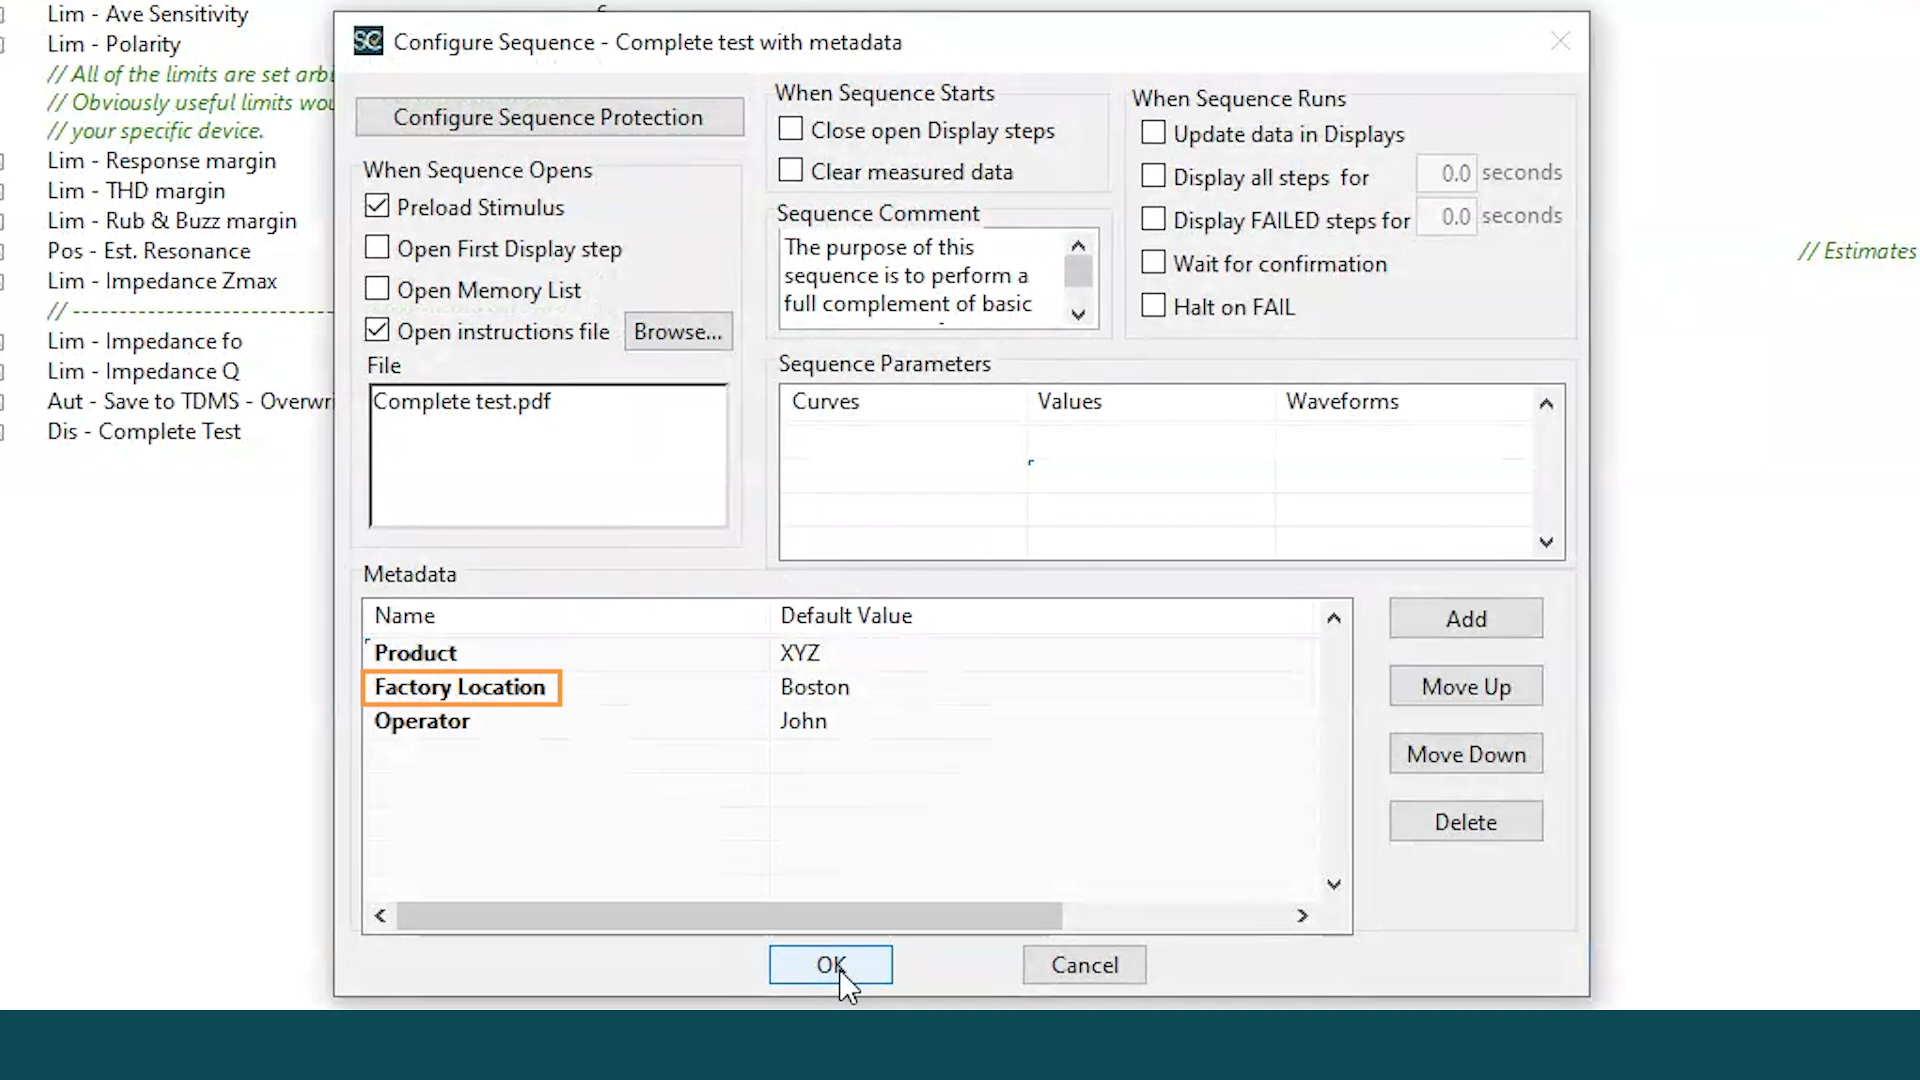 Lim - Ave Sensitivity
Lim - Polarity
// All of the limits are set arbi
// Obviously useful limits wou
// your specific device.
Lim - Response margin
Lim - THD margin
Lim - Rub & Buzz margin
Pos - Est. Resonance
Lim - Impedance Zmax
// -------------------------
Lim - Impedance fo
Lim - Impedance Q
Aut - Save to TDMS - Overwri
Dis - Complete Test
// Estimates
SC Configure Sequence - Complete test with metadata
Configure Sequence Protection
When Sequence Opens
Preload Stimulus
Open First Display step
Open Memory List
Open instructions file Browse...
File
Complete test.pdf
When Sequence Starts
Close open Display steps
Clear measured data
Sequence Comment
The purpose of this
sequence is to perform a
full complement of basic
When Sequence Runs
Update data in Displays
Display all steps for 0.0 seconds
Display FAILED steps for 0.0 seconds
Wait for confirmation
Halt on FAIL
Sequence Parameters
Curves Values Waveforms
Metadata
Name Default Value
Product XYZ
Factory Location Boston
Operator John
Add
Move Up
Move Down
Delete
OK Cancel